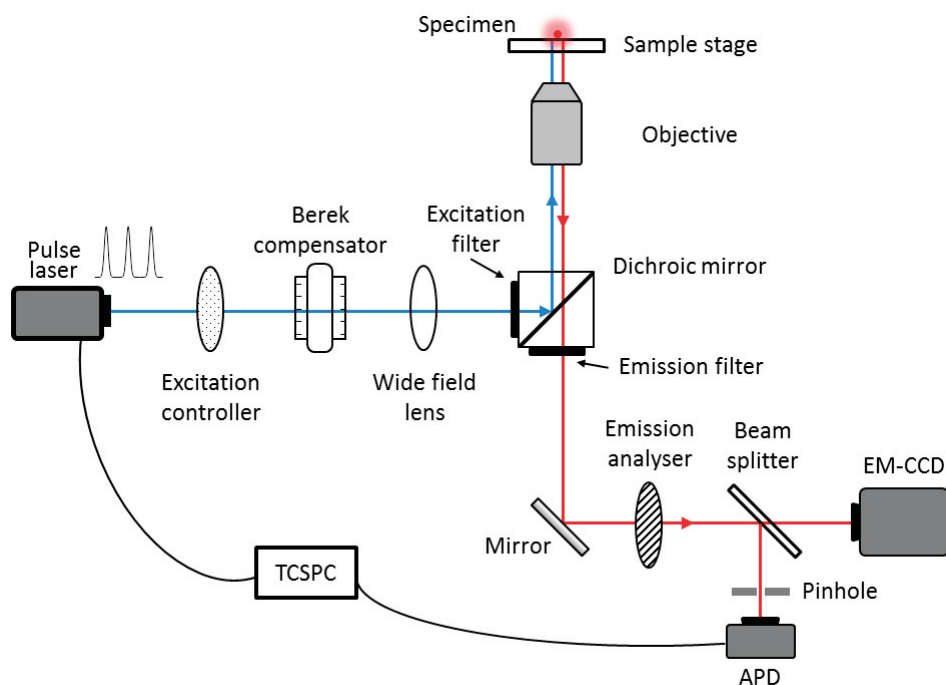 Specimen
Sample stage
Objective
Berek
compensator
Excitation
filter
Dichroic mirror
Pulse
laser
Excitation
controller
Wide field
lens
Emission filter
Emission
analyser
Beam
splitter
EM-CCD
Mirror
TCSPC
Pinhole
APD